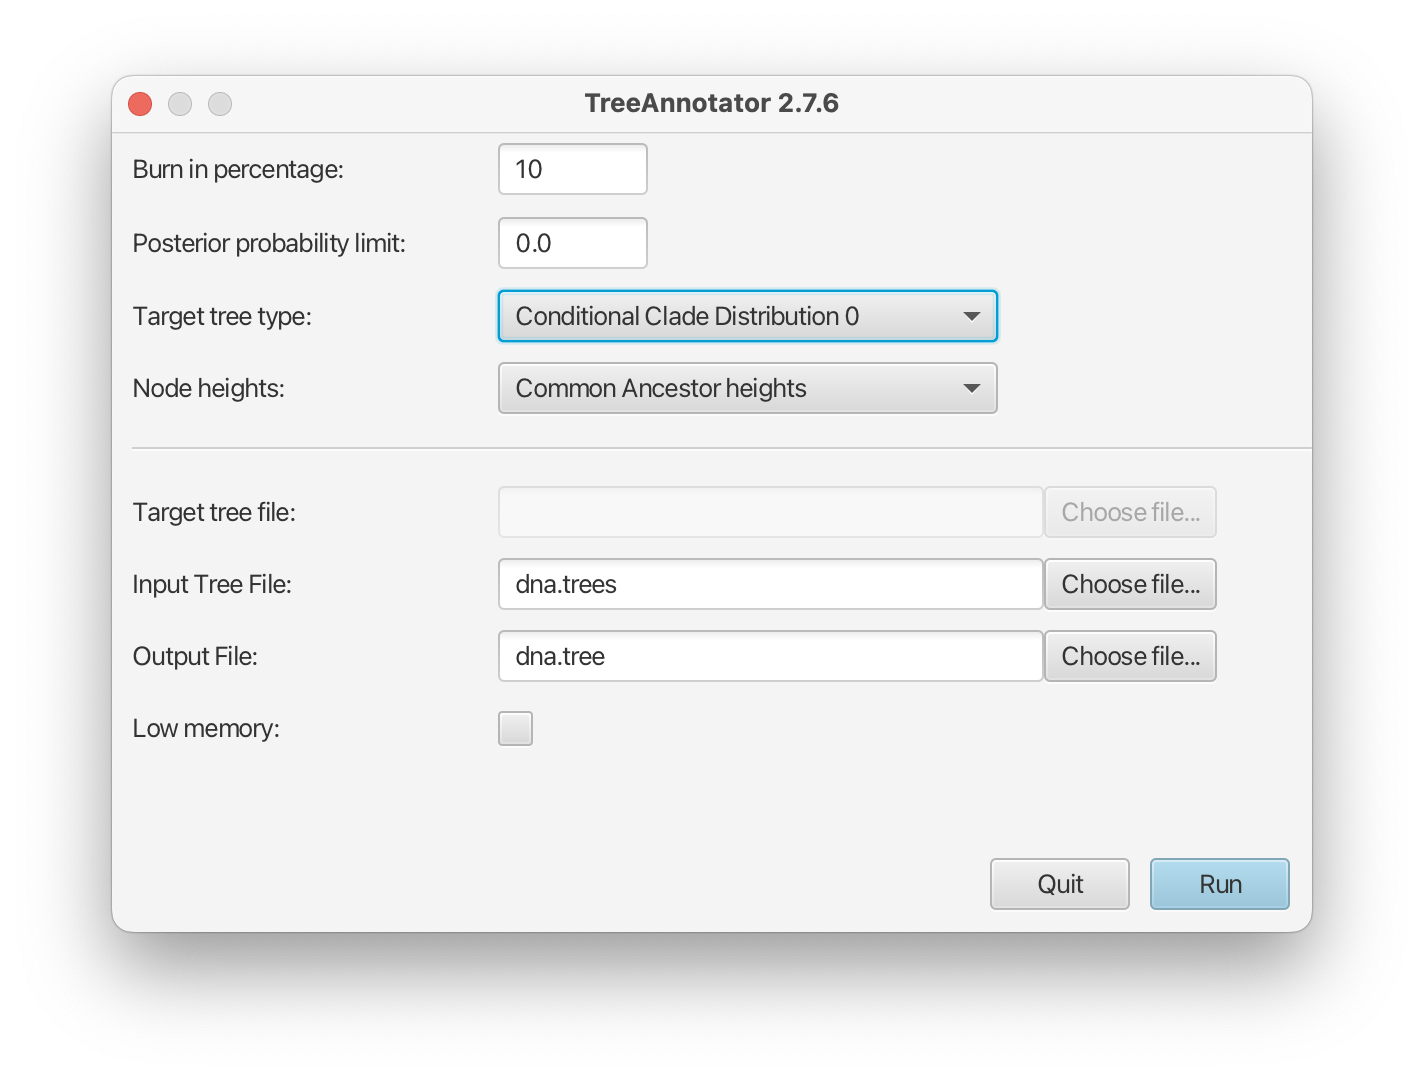 TreeAnnotator 2.7.6
Burn in percentage: 10
Posterior probability limit: 0.0
Target tree type: Conditional Clade Distribution 0
Node heights: Common Ancestor heights
Target tree file: Choose file...
Input Tree File: dna.trees Choose file...
Output File: dna.tree Choose file...
Low memory:
Quit Run